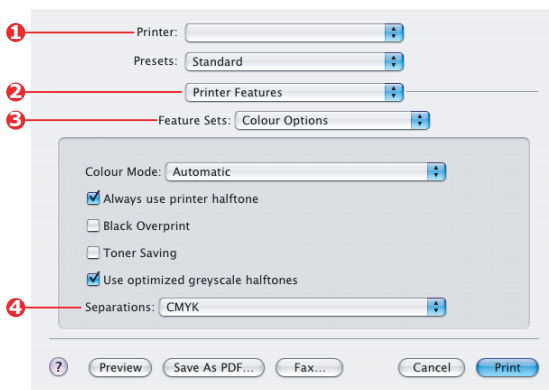 1 Printer:
Presets: Standard
2 Printer Features
3 Feature Sets: Colour Options
Colour Mode: Automatic
Always use printer halftone
Black Overprint
Toner Saving
Use optimized greyscale halftones
4 Separations: CMYK
? Preview Save As PDF... Fax... Cancel Print